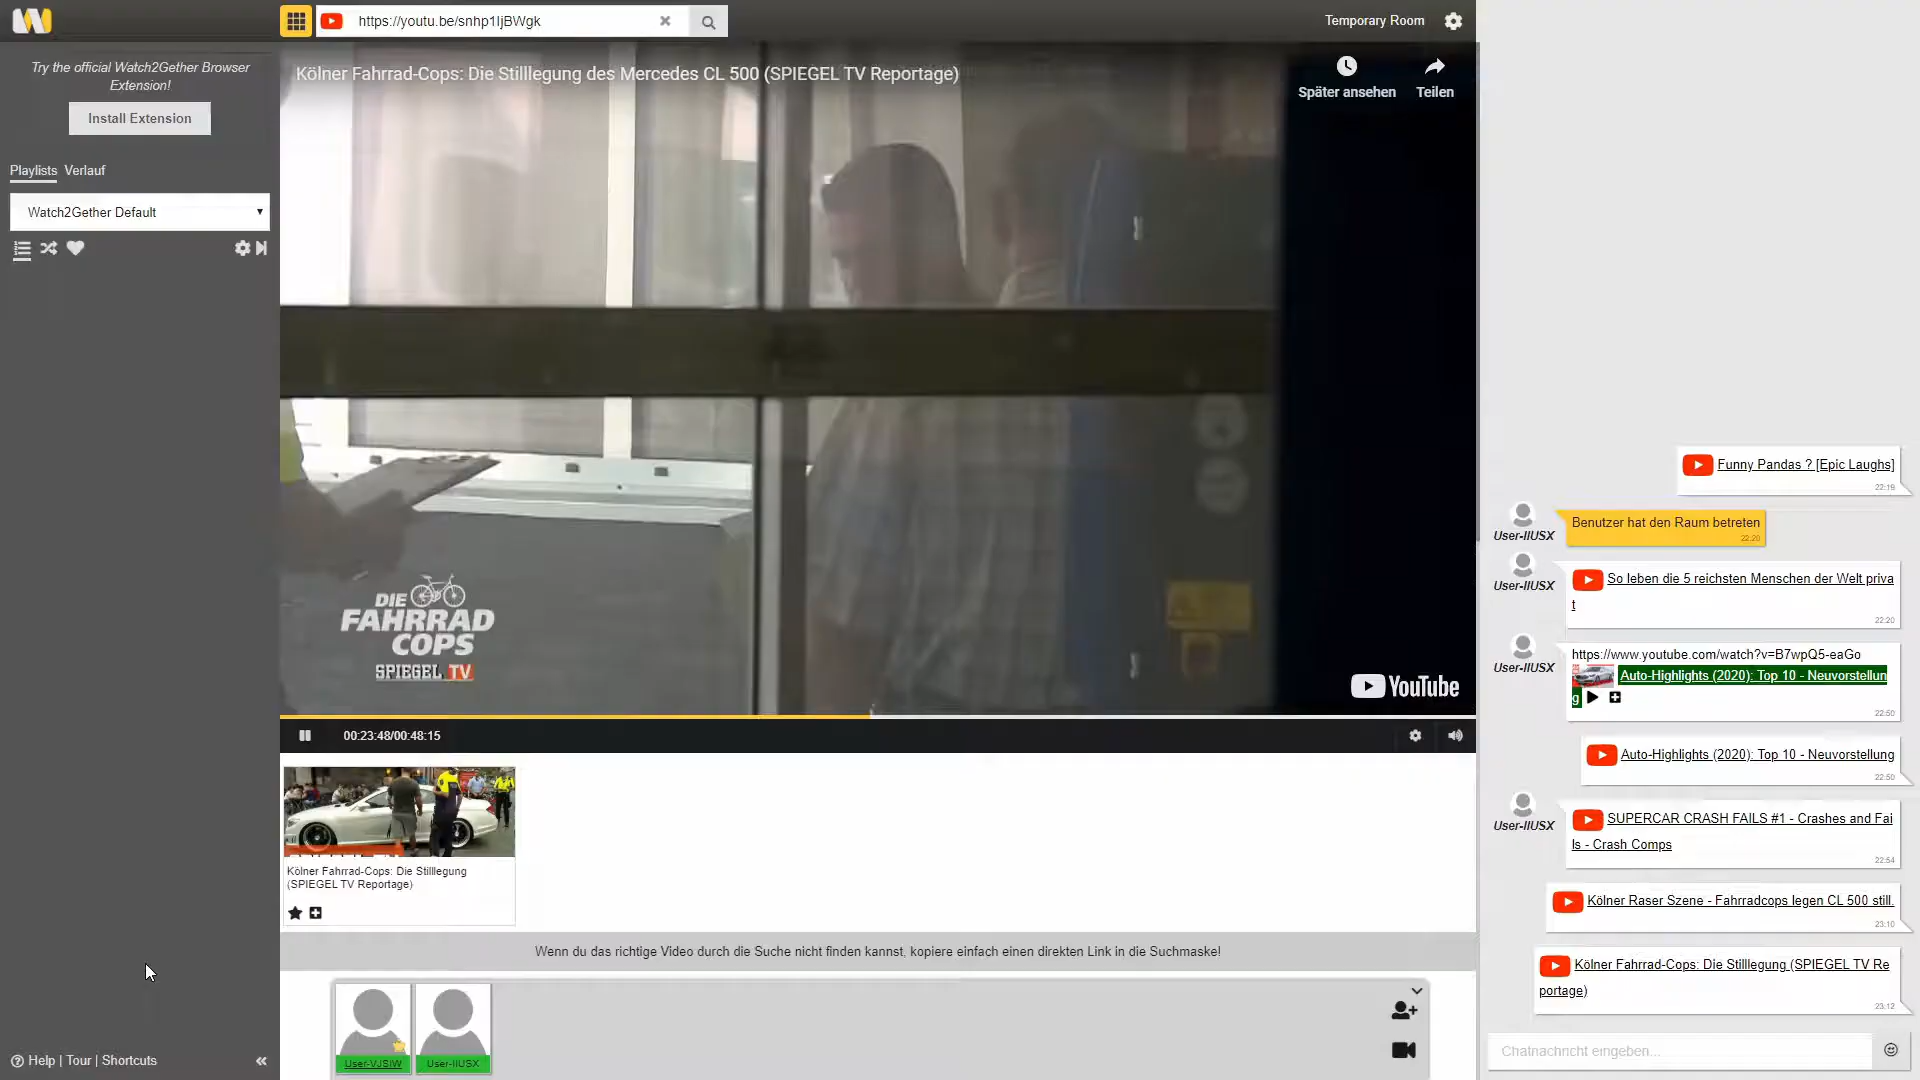 https://youtu.be/snhp1IjBWgk
Temporary Room
Try the official Watch2Gether Browser
Extension!
Install Extension
Playlists Verlauf
Watch2Gether Default
Kölner Fahrrad-Cops: Die Stilllegung des Mercedes CL 500 (SPIEGEL TV Reportage)
Später ansehen
Teilen
DIE
FAHRRAD
COPS
SPIEGEL TV
YouTube
00:23:48/00:48:15
Kölner Fahrrad-Cops: Die Stilllegung
(SPIEGEL TV Reportage)
Wenn du das richtige Video durch die Suche nicht finden kannst, kopiere einfach einen direkten Link in die Suchmaske!
User-VJSIW
User-IIUSX
Help | Tour | Shortcuts
Funny Pandas ? [Epic Laughs]
22:19
User-IIUSX
Benutzer hat den Raum betreten
22:20
User-IIUSX
So leben die 5 reichsten Menschen der Welt priva
t
22:20
User-IIUSX
https://www.youtube.com/watch?v=B7wpQ5-eaGo
Auto-Highlights (2020): Top 10 - Neuvorstellun
g
22:50
Auto-Highlights (2020): Top 10 - Neuvorstellung
22:50
User-IIUSX
SUPERCAR CRASH FAILS #1 - Crashes and Fai
ls - Crash Comps
22:54
Kölner Raser Szene - Fahrradcops legen CL 500 still.
23:10
Kölner Fahrrad-Cops: Die Stilllegung (SPIEGEL TV Re
portage)
23:12
Chatnachricht eingeben...